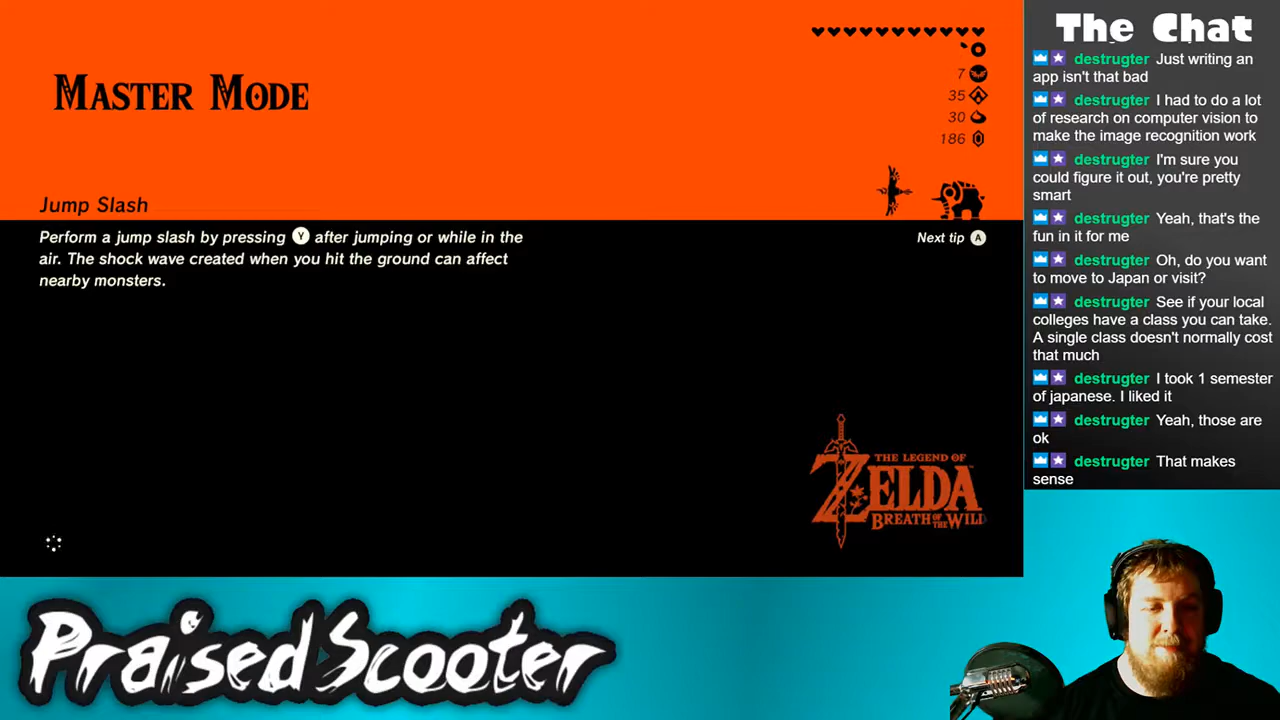 MASTER MODE
7
35
30
186
Jump Slash
Perform a jump slash by pressing Y after jumping or while in the
air. The shock wave created when you hit the ground can affect
nearby monsters.
Next tip A
THE LEGEND OF
ZELDA
BREATH OF THE WILD
The Chat
destrugter Just writing an
app isn't that bad
destrugter I had to do a lot
of research on computer vision to
make the image recognition work
destrugter I'm sure you
could figure it out, you're pretty
smart
destrugter Yeah, that's the
fun in it for me
destrugter Oh, do you want
to move to Japan or visit?
destrugter See if your local
colleges have a class you can take.
A single class doesn't normally cost
that much
destrugter I took 1 semester
of japanese. I liked it
destrugter Yeah, those are
ok
destrugter That makes
sense
PraisedScooter